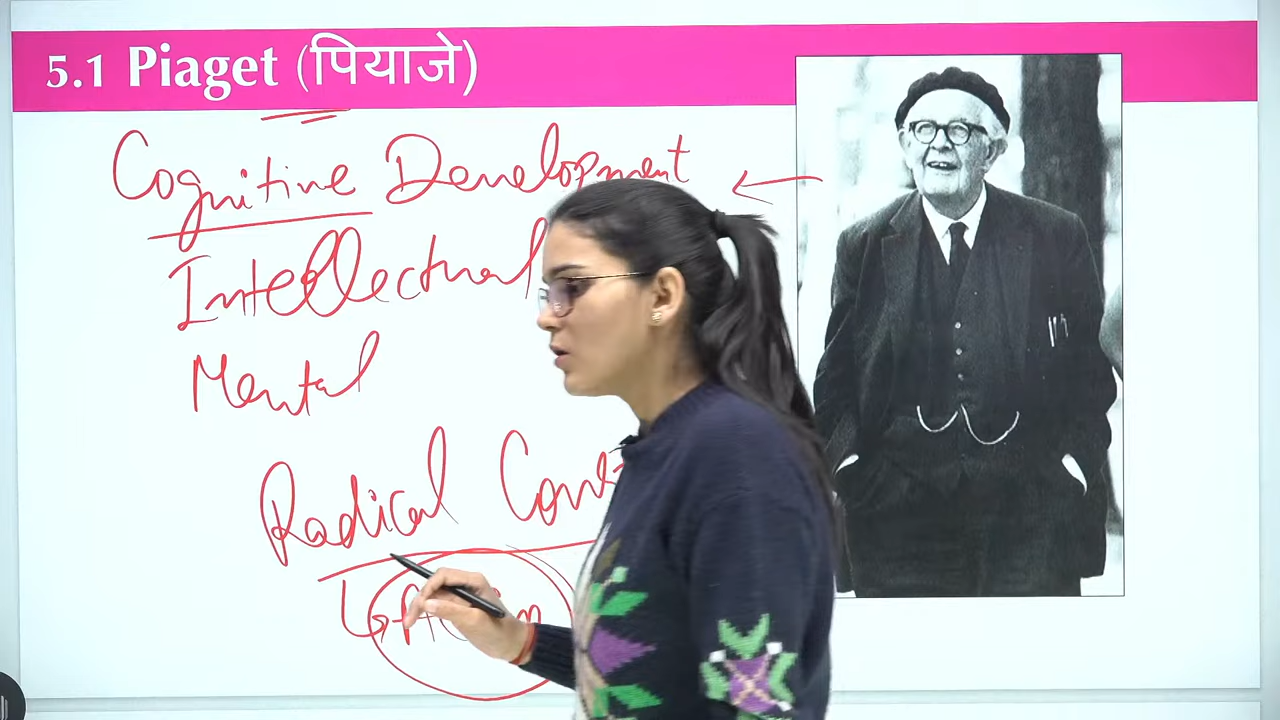 5.1 Piaget (पियाजे)
Cognitive Development
Intellectual
Mental
Radical